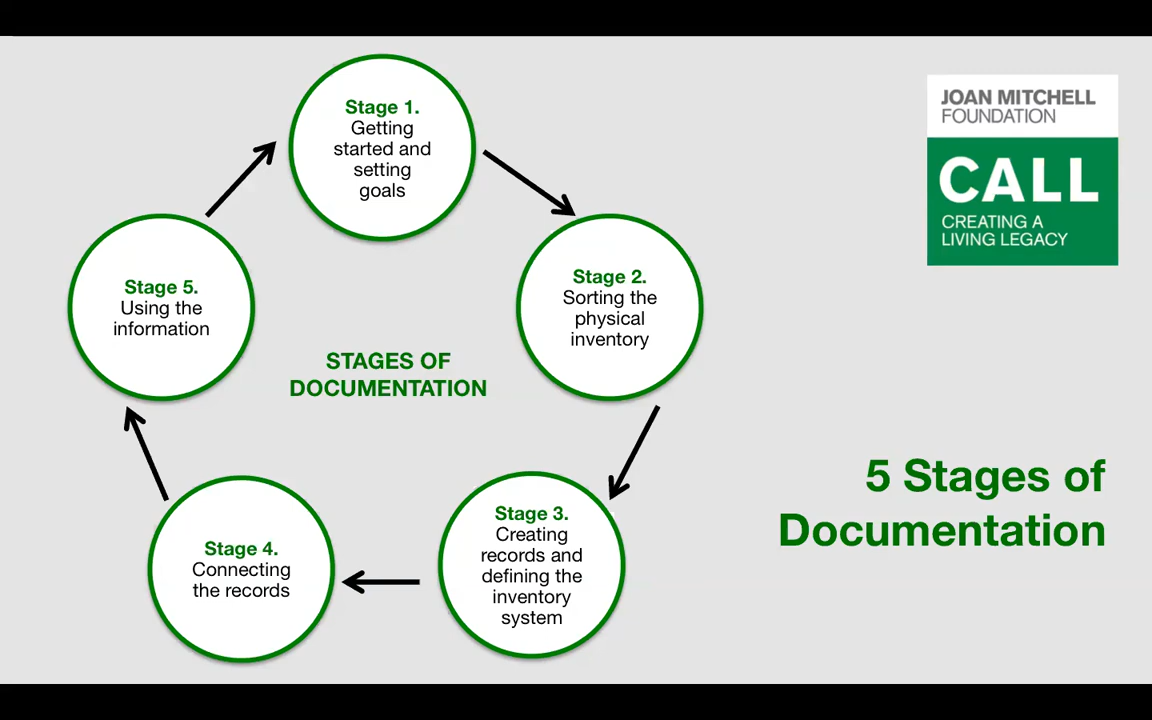 Stage 1.
Getting
started and
setting
goals
Stage 2.
Sorting the
physical
inventory
Stage 3.
Creating
records and
defining the
inventory
system
Stage 4.
Connecting
the records
Stage 5.
Using the
information
STAGES OF
DOCUMENTATION
JOAN MITCHELL
FOUNDATION
CALL
CREATING A
LIVING LEGACY
5 Stages of
Documentation